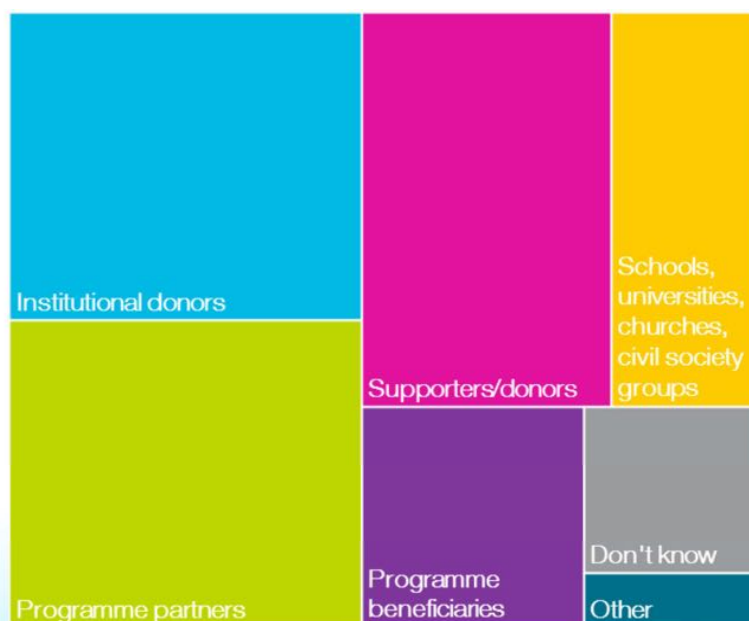 Institutional donors
Programme partners
Supporters/donors
Schools,
universities,
churches,
civil society
groups
Programme
beneficiaries
Don't know
Other